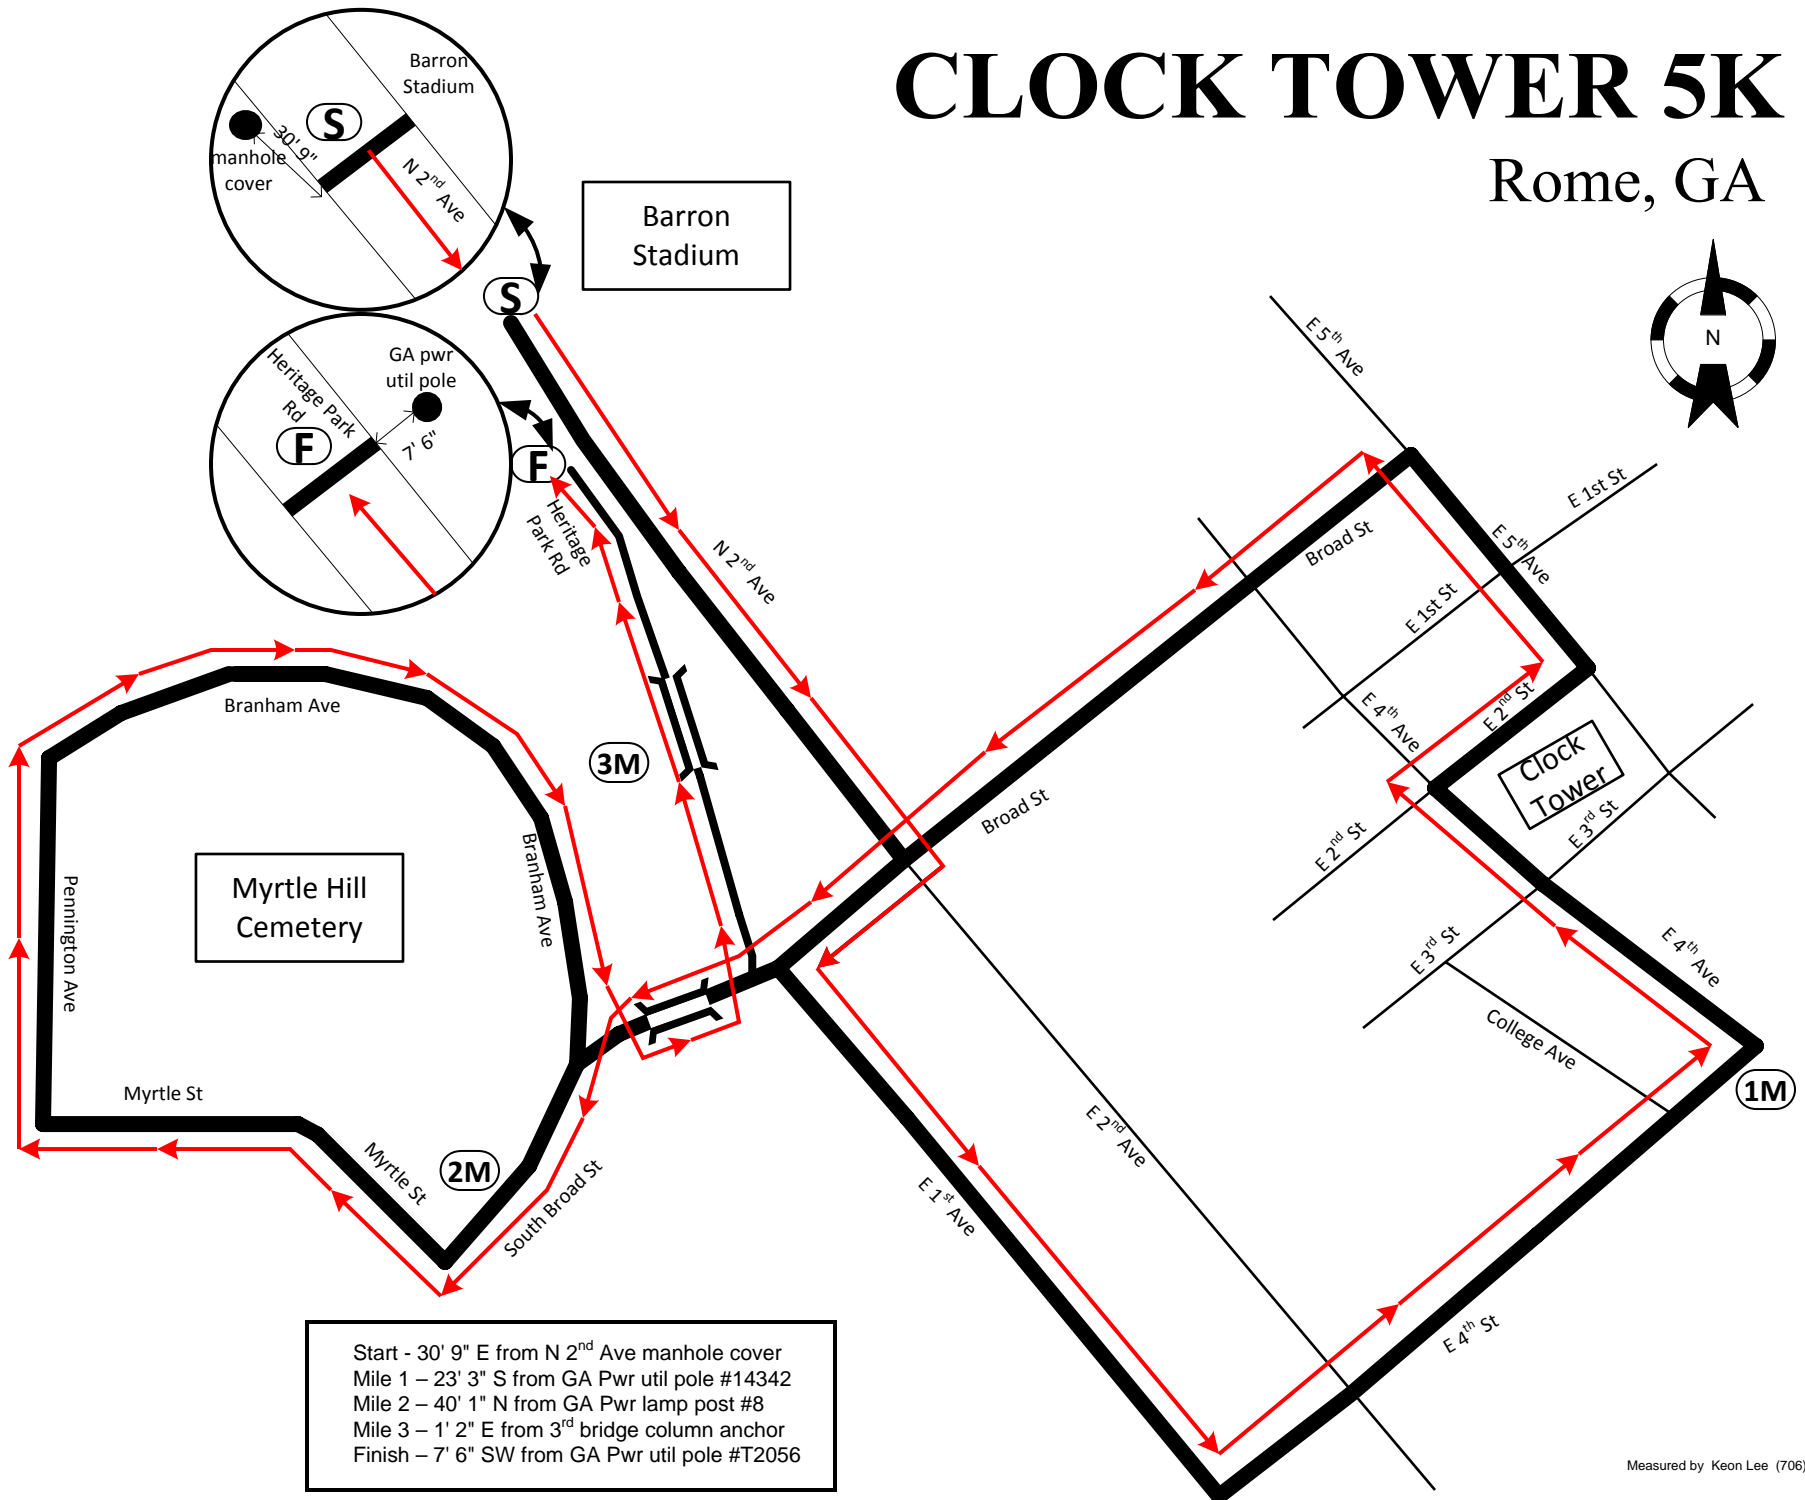 CLOCK TOWER 5K
Rome, GA
Barron
Stadium
S
30' 9"
manhole
cover
N 2nd Ave
Barron
Stadium
S
GA pwr
util pole
Heritage Park
Rd
F
7' 6"
F
Heritage
Park Rd
N 2nd Ave
N
E 5th Ave
E 1st St
Broad St
E 5th Ave
E 1st St
E 4th Ave
E 2nd St
Clock
Tower
E 3rd St
E 2nd St
Broad St
3M
Branham Ave
Branham Ave
Myrtle Hill
Cemetery
Pennington Ave
E 3rd St
E 4th Ave
College Ave
1M
Myrtle St
Myrtle St
2M
South Broad St
E 1st Ave
E 2nd Ave
E 4th St
Start - 30' 9" E from N 2nd Ave manhole cover
Mile 1 – 23' 3" S from GA Pwr util pole #14342
Mile 2 – 40' 1" N from GA Pwr lamp post #8
Mile 3 – 1' 2" E from 3rd bridge column anchor
Finish – 7' 6" SW from GA Pwr util pole #T2056
Measured by Keon Lee (706)